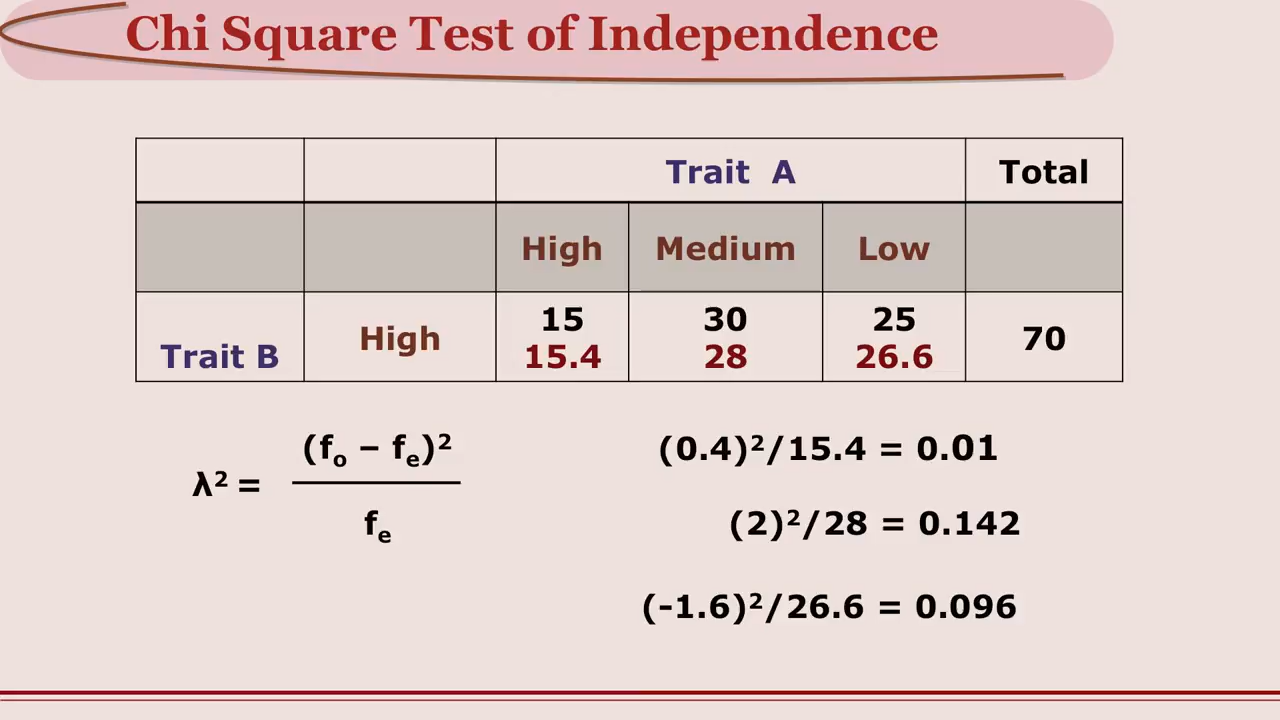 Chi Square Test of Independence
Trait A Total
High Medium Low
Trait B High 15 30 25 70
15.4 28 26.6
λ² = (fₒ – fₑ)² / fₑ
(0.4)²/15.4 = 0.01
(2)²/28 = 0.142
(-1.6)²/26.6 = 0.096